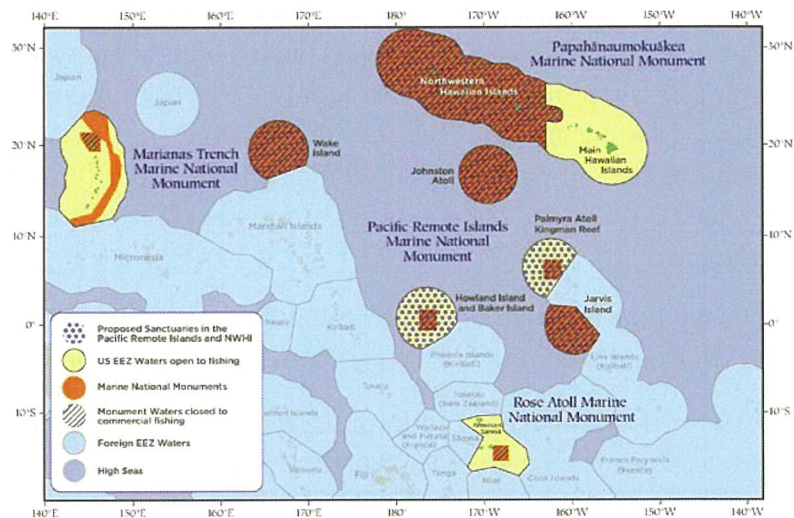 140°E
150°E
160°E
170°E
180°
170°W
160°W
150°W
140°W
30°N
30°N
Papahānaumokuākea
Marine National Monument
Japan
Japan
Northwestern
Hawaiian Islands
20°N
20°N
Wake
Island
Marianas Trench
Marine National
Monument
Main
Hawaiian
Islands
Johnston
Atoll
10°N
10°N
Marshall Islands
Pacific Remote Islands
Marine National
Monument
Palmyra Atoll
Kingman Reef
Micronesia
Howland Island
and Baker Island
Jarvis
Island
0°
0°
Kiribati
Phoenix Islands
(Kiribati)
Line Islands
(Kiribati)
Proposed Sanctuaries in the
Pacific Remote Islands and NWHI
US EEZ Waters open to fishing
Marine National Monuments
Monument Waters closed to
commercial fishing
Foreign EEZ Waters
High Seas
Tuvalu
Tokelau
(New Zealand)
Rose Atoll Marine
National Monument
10°S
10°S
American
Samoa
Wallace
and Futuna
(France)
Samoa
Fiji
Tonga
Niue
Cook Islands
French Polynesia
(France)
140°E
150°E
160°E
170°E
180°
170°W
160°W
150°W
140°W